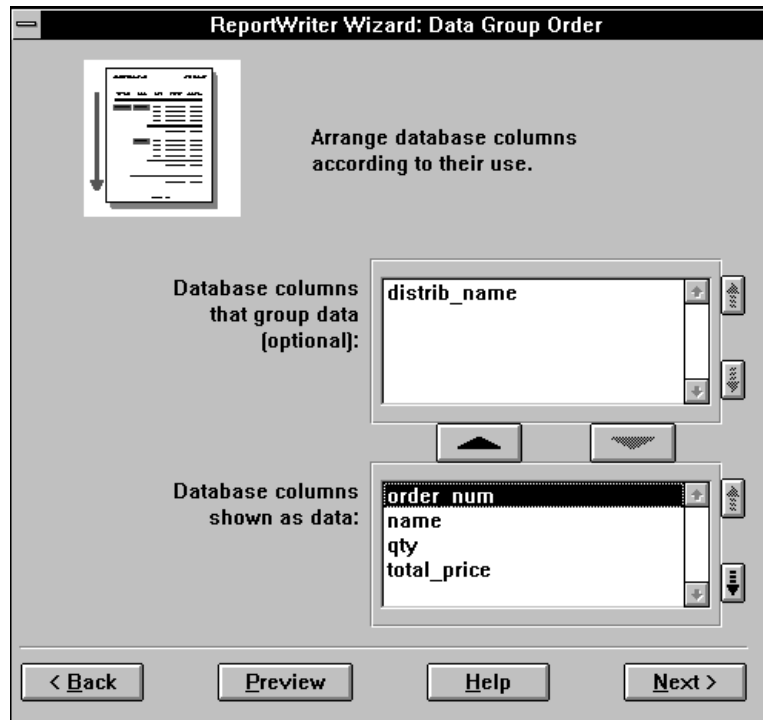 ReportWriter Wizard: Data Group Order
Arrange database columns
according to their use.
Database columns
that group data
(optional):
distrib_name
Database columns
shown as data:
order_num
name
qty
total_price
< Back
Preview
Help
Next >